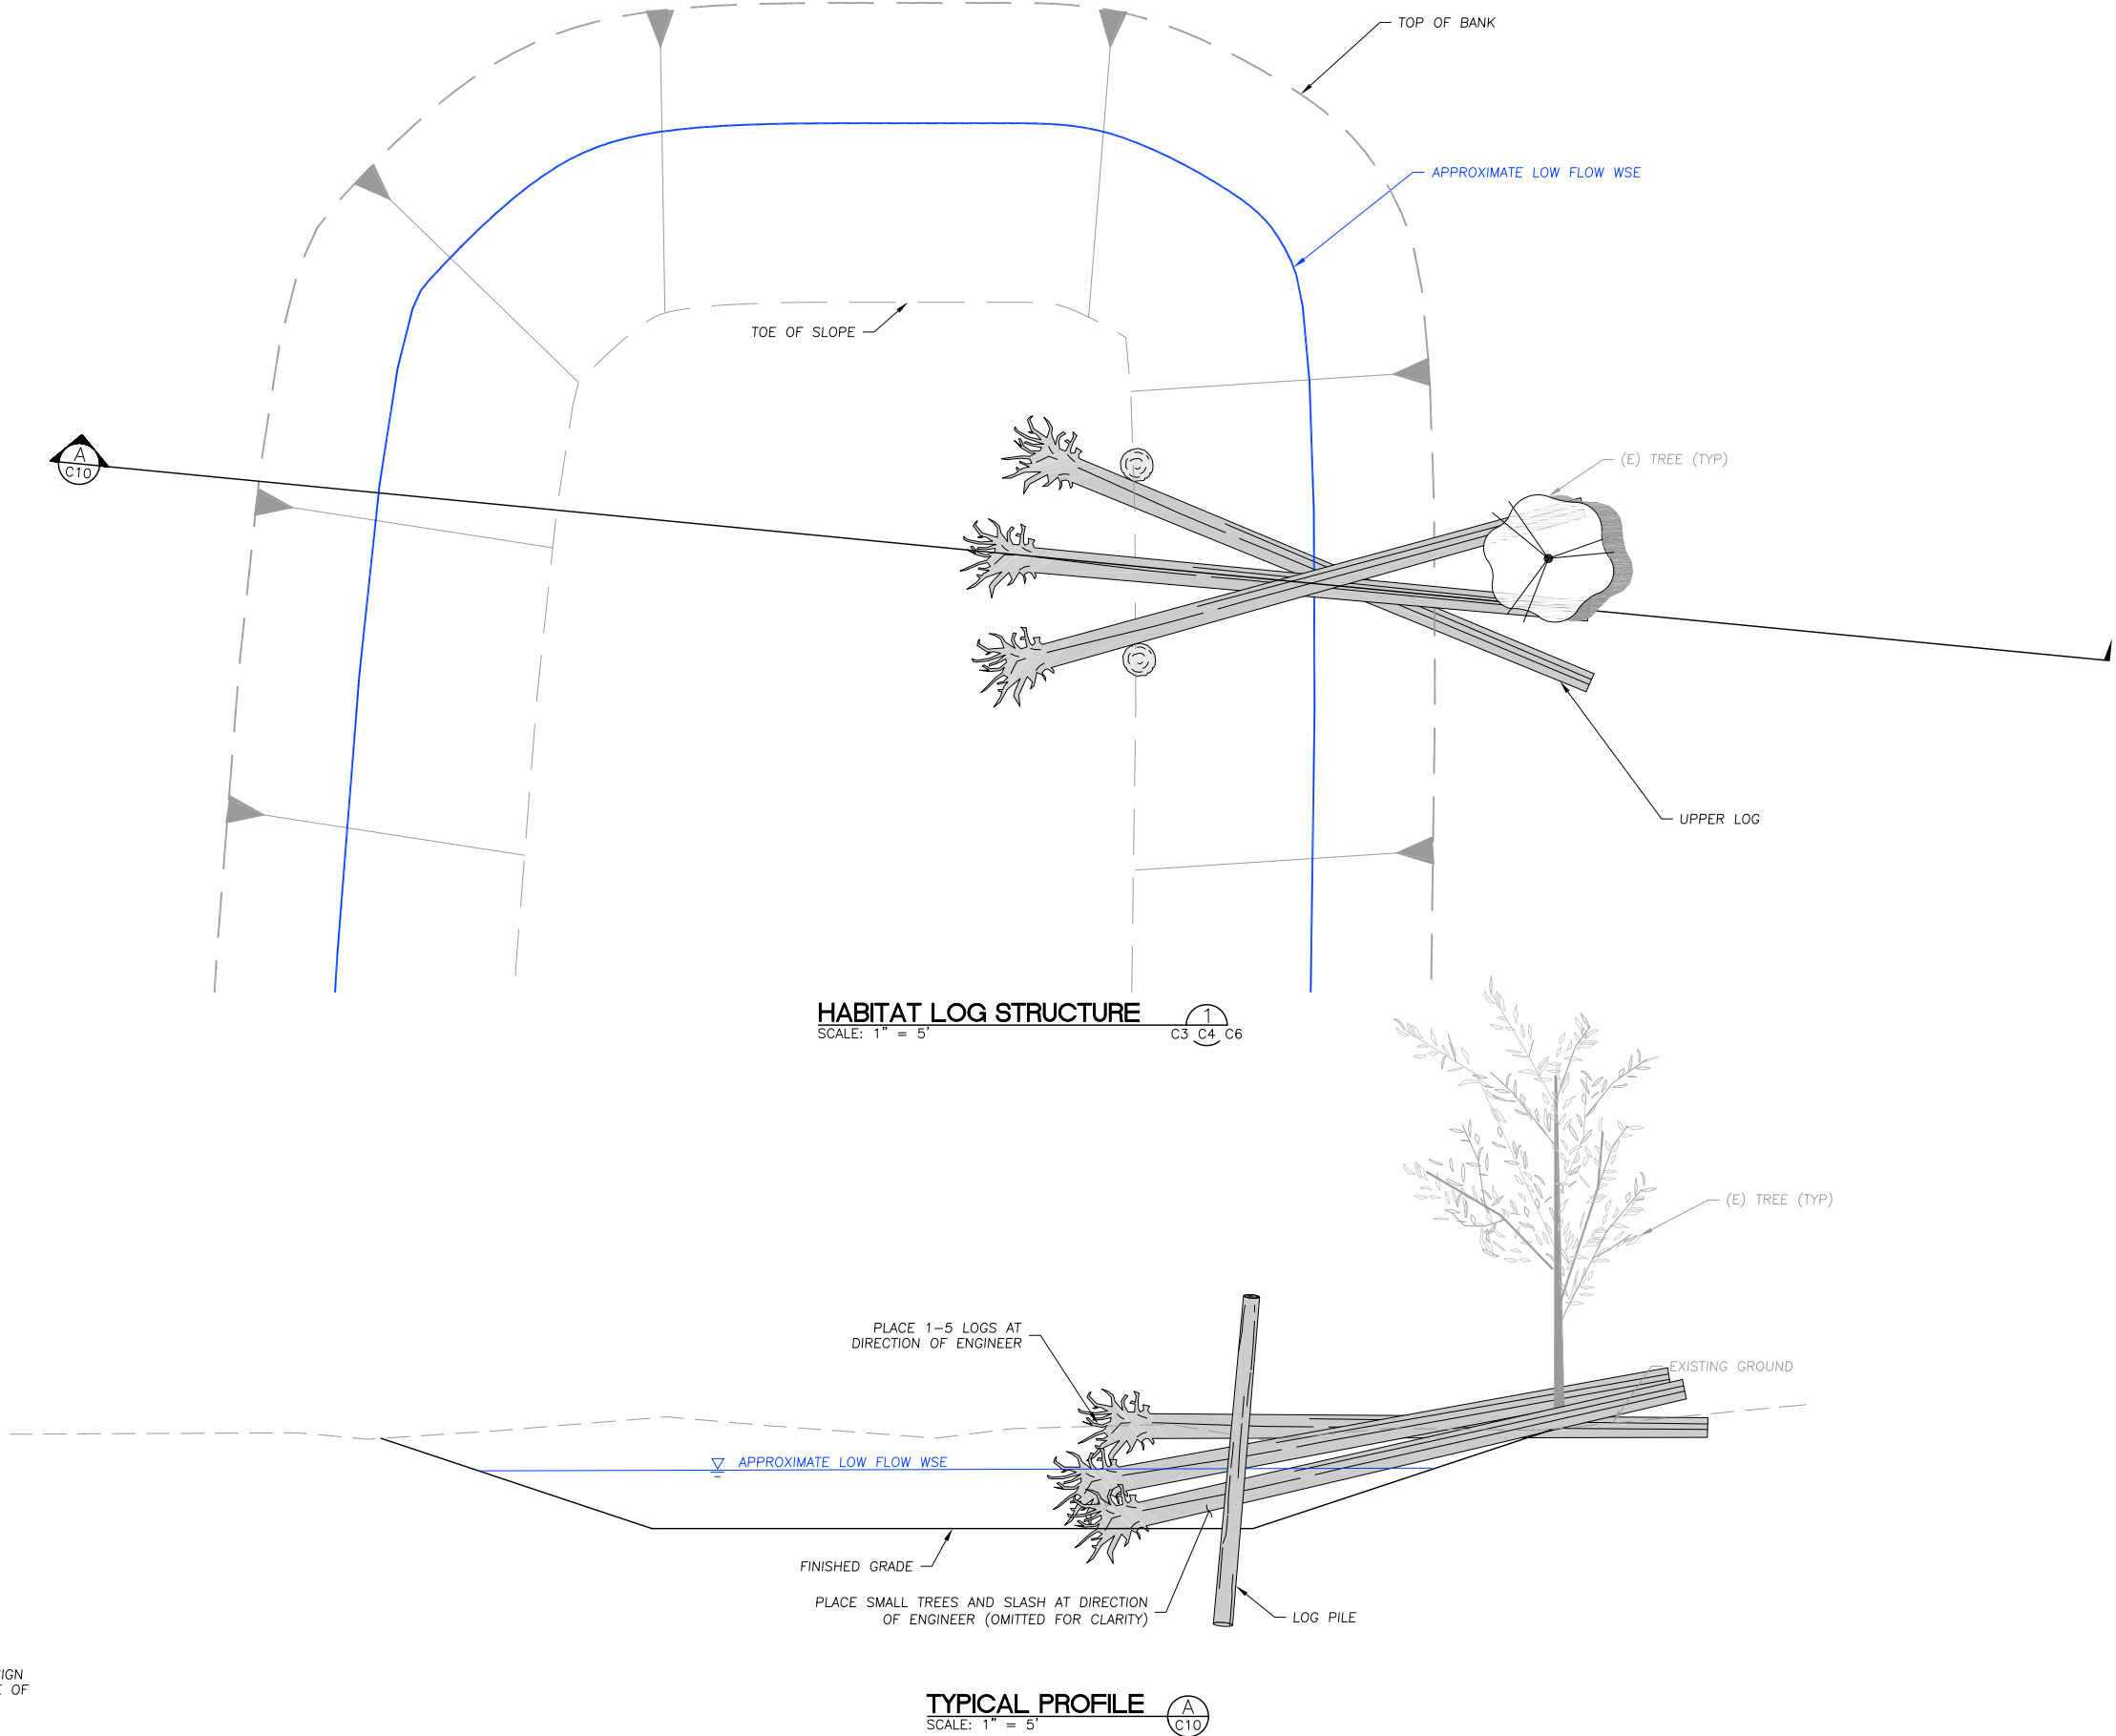 TOP OF BANK
APPROXIMATE LOW FLOW WSE
TOE OF SLOPE
A
C10
(E) TREE (TYP)
UPPER LOG
HABITAT LOG STRUCTURE
SCALE: 1" = 5'
1
C3 C4 C6
(E) TREE (TYP)
PLACE 1-5 LOGS AT
DIRECTION OF ENGINEER
EXISTING GROUND
APPROXIMATE LOW FLOW WSE
FINISHED GRADE
PLACE SMALL TREES AND SLASH AT DIRECTION
OF ENGINEER (OMITTED FOR CLARITY)
LOG PILE
IGN
OF
TYPICAL PROFILE
SCALE: 1" = 5'
A
C10